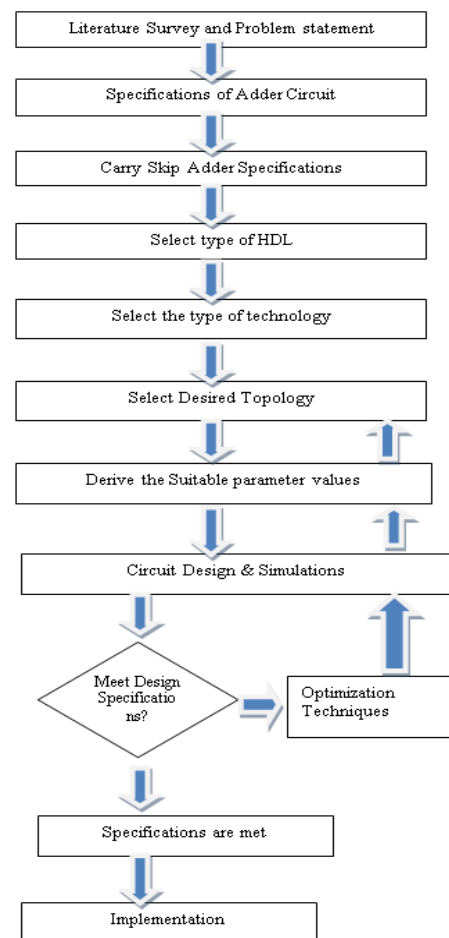 Literature Survey and Problem statement
Specifications of Adder Circuit
Carry Skip Adder Specifications
Select type of HDL
Select the type of technology
Select Desired Topology
Derive the Suitable parameter values
Circuit Design & Simulations
Meet Design
Specificatio
ns?
Optimization
Techniques
Specifications are met
Implementation